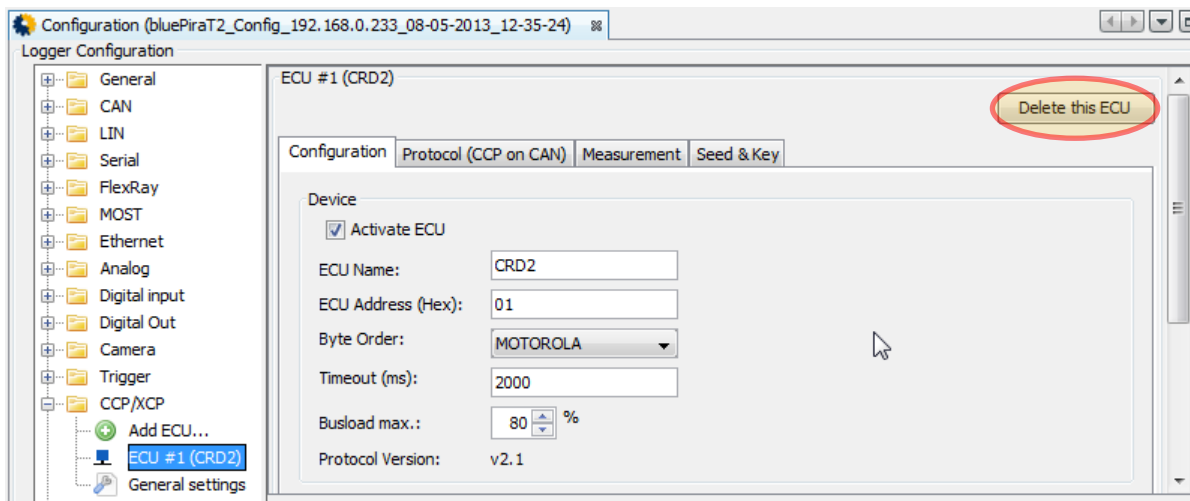 Configuration (bluePiraT2_Config_192.168.0.233_08-05-2013_12-35-24)
Logger Configuration
General
CAN
LIN
Serial
FlexRay
MOST
Ethernet
Analog
Digital input
Digital Out
Camera
Trigger
CCP/XCP
Add ECU...
ECU #1 (CRD2)
General settings
ECU #1 (CRD2)
Delete this ECU
Configuration Protocol (CCP on CAN) Measurement Seed & Key
Device
Activate ECU
ECU Name: CRD2
ECU Address (Hex): 01
Byte Order: MOTOROLA
Timeout (ms): 2000
Busload max.: 80 %
Protocol Version: v2.1